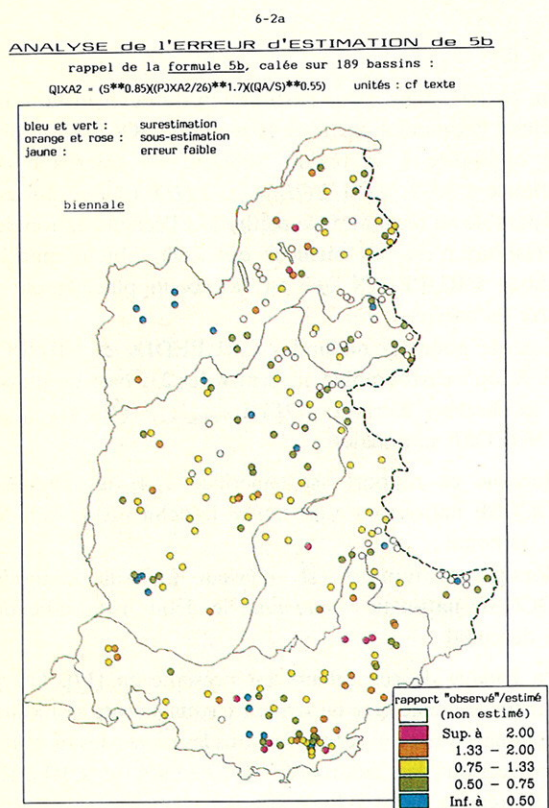 6-2a
ANALYSE de l'ERREUR d'ESTIMATION de 5b
rappel de la formule 5b, calée sur 189 bassins :
QIXA2 = (S**0.85)(PJXA2/26)**1.7)(QA/S)**0.55) unités : cf texte
bleu et vert : surestimation
orange et rose : sous-estimation
jaune : erreur faible
biennale
rapport "observé"/estimé
(non estimé)
Sup. à 2.00
1.33 - 2.00
0.75 - 1.33
0.50 - 0.75
Inf. à 0.50